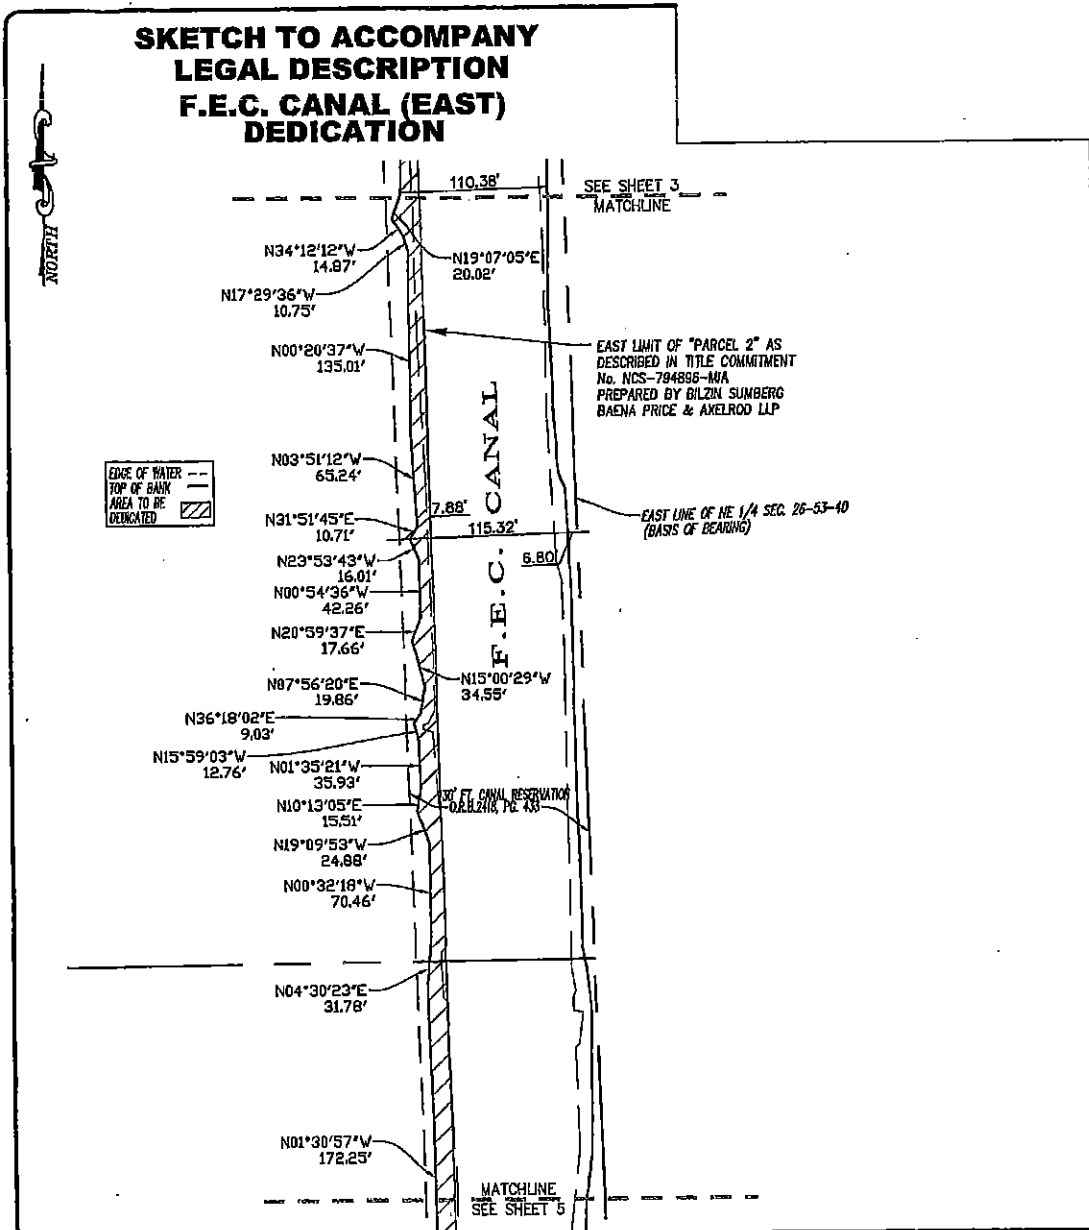 SKETCH TO ACCOMPANY
LEGAL DESCRIPTION
F.E.C. CANAL (EAST)
DEDICATION
NORTH
110.38'
SEE SHEET 3
MATCHLINE
N34°12'12"W
14.87'
N19°07'05"E
20.02'
N17°29'36"W
10.75'
N00°20'37"W
135.01'
EAST LIMIT OF "PARCEL 2" AS
DESCRIBED IN TITLE COMMITMENT
No. NCS-794896-MIA
PREPARED BY BILZIN SUMBERG
BAENA PRICE & AXELROD LLP
F.E.C. CANAL
N03°51'12"W
65.24'
EDGE OF WATER
TOP OF BANK
AREA TO BE
DEDICATED
7.88'
N31°51'45"E
10.71'
115.32'
EAST LINE OF NE 1/4 SEC. 26-53-40
(BASIS OF BEARING)
6.80'
N23°53'43"W
16.01'
N00°54'36"W
42.26'
N20°59'37"E
17.66'
N15°00'29"W
34.55'
N07°56'20"E
19.86'
N36°18'02"E
9.03'
N15°59'03"W
12.76'
N01°35'21"W
35.93'
30' FT. CANAL RESERVATION
O.R.B. 2418, PG. 433
N10°13'05"E
15.51'
N19°09'53"W
24.88'
N00°32'18"W
70.46'
N04°30'23"E
31.78'
N01°30'57"W
172.25'
MATCHLINE
SEE SHEET 5